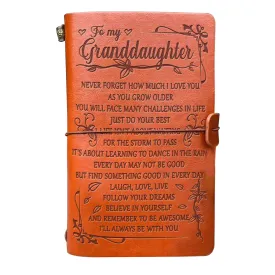 To my
Granddaughter
NEVER FORGET HOW MUCH I LOVE YOU
AS YOU GROW OLDER
YOU WILL FACE MANY CHALLENGES IN LIFE
JUST DO YOUR BEST
FOR THE STORM TO PASS
IT'S ABOUT LEARNING TO DANCE IN THE RAIN
EVERY DAY MAY NOT BE GOOD
BUT FIND SOMETHING GOOD IN EVERY DAY
LAUGH, LOVE, LIVE
FOLLOW YOUR DREAMS
BELIEVE IN YOURSELF
AND REMEMBER TO BE AWESOME
I'LL ALWAYS BE WITH YOU